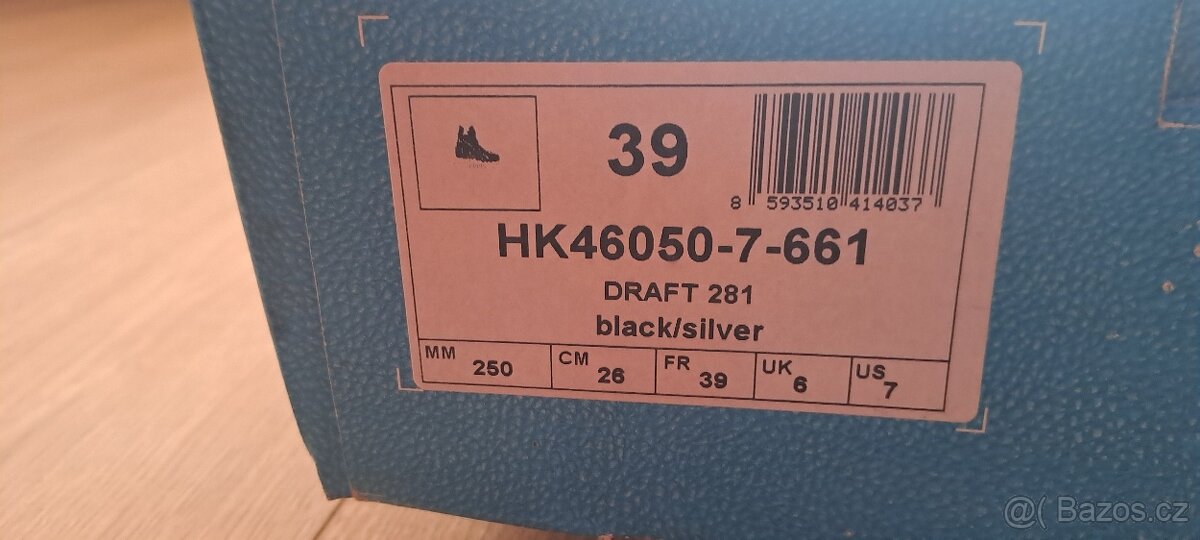 39
8 593510 414037
HK46050-7-661
DRAFT 281
black/silver
MM 250 CM 26 FR 39 UK 6 US 7
@( Bazos.cz